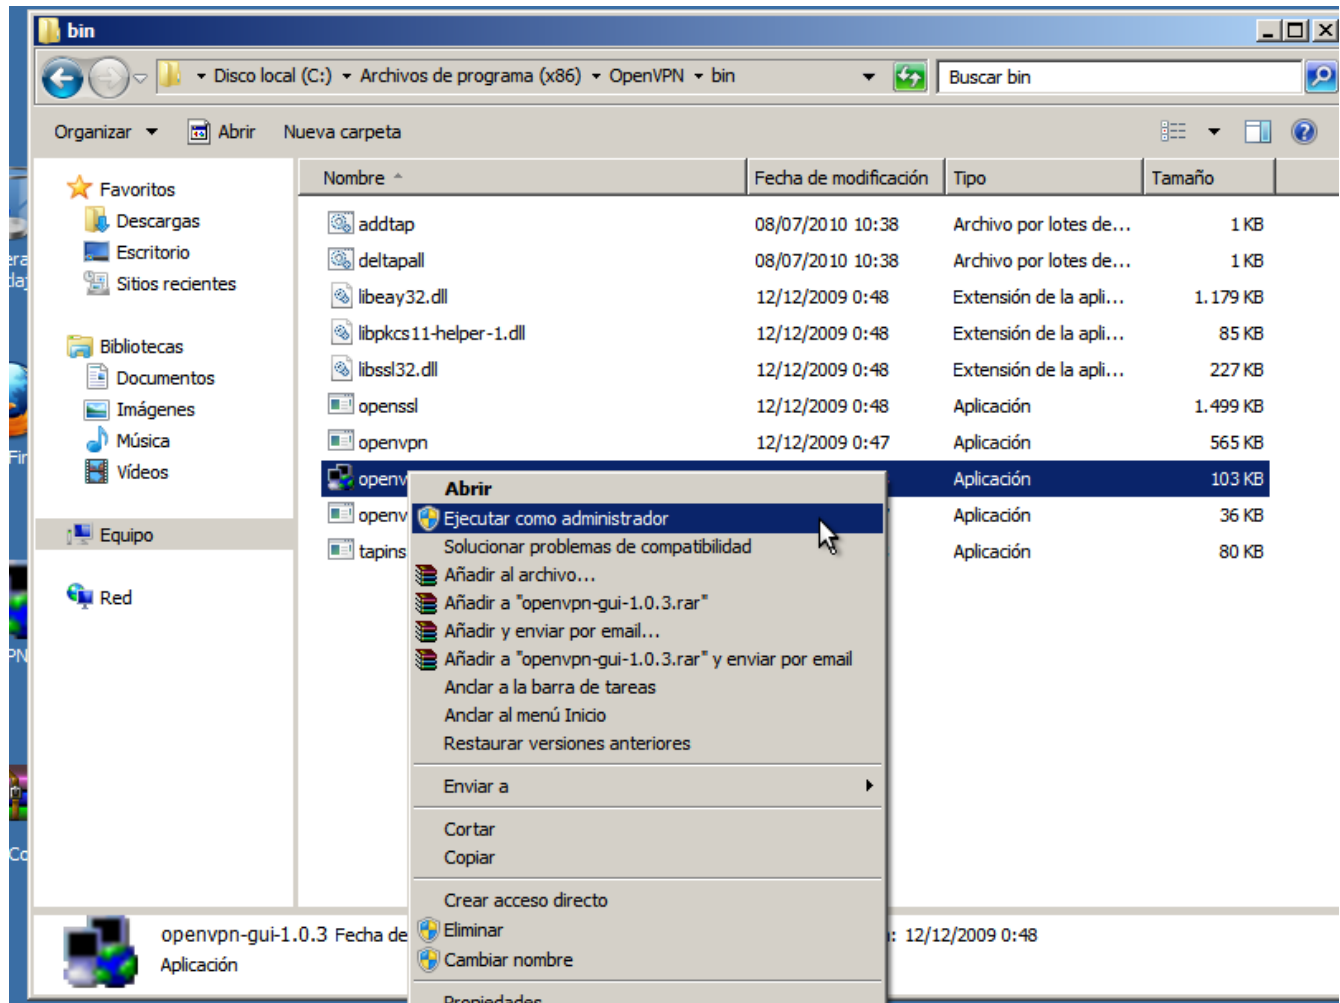 bin
Disco local (C:) Archivos de programa (x86) OpenVPN bin
Buscar bin
Organizar Abrir Nueva carpeta
Favoritos
Descargas
Escritorio
Sitios recientes
Bibliotecas
Documentos
Imágenes
Música
Vídeos
Equipo
Red
Nombre Fecha de modificación Tipo Tamaño
addtap 08/07/2010 10:38 Archivo por lotes de... 1 KB
deltapall 08/07/2010 10:38 Archivo por lotes de... 1 KB
libeay32.dll 12/12/2009 0:48 Extensión de la apli... 1.179 KB
libpkcs11-helper-1.dll 12/12/2009 0:48 Extensión de la apli... 85 KB
libssl32.dll 12/12/2009 0:48 Extensión de la apli... 227 KB
openssl 12/12/2009 0:48 Aplicación 1.499 KB
openvpn 12/12/2009 0:47 Aplicación 565 KB
openv Aplicación 103 KB
openv Aplicación 36 KB
tapins Aplicación 80 KB
Abrir
Ejecutar como administrador
Solucionar problemas de compatibilidad
Añadir al archivo...
Añadir a "openvpn-gui-1.0.3.rar"
Añadir y enviar por email...
Añadir a "openvpn-gui-1.0.3.rar" y enviar por email
Anclar a la barra de tareas
Anclar al menú Inicio
Restaurar versiones anteriores
Enviar a
Cortar
Copiar
Crear acceso directo
Eliminar
Cambiar nombre
Propiedades
openvpn-gui-1.0.3 Fecha de : 12/12/2009 0:48
Aplicación